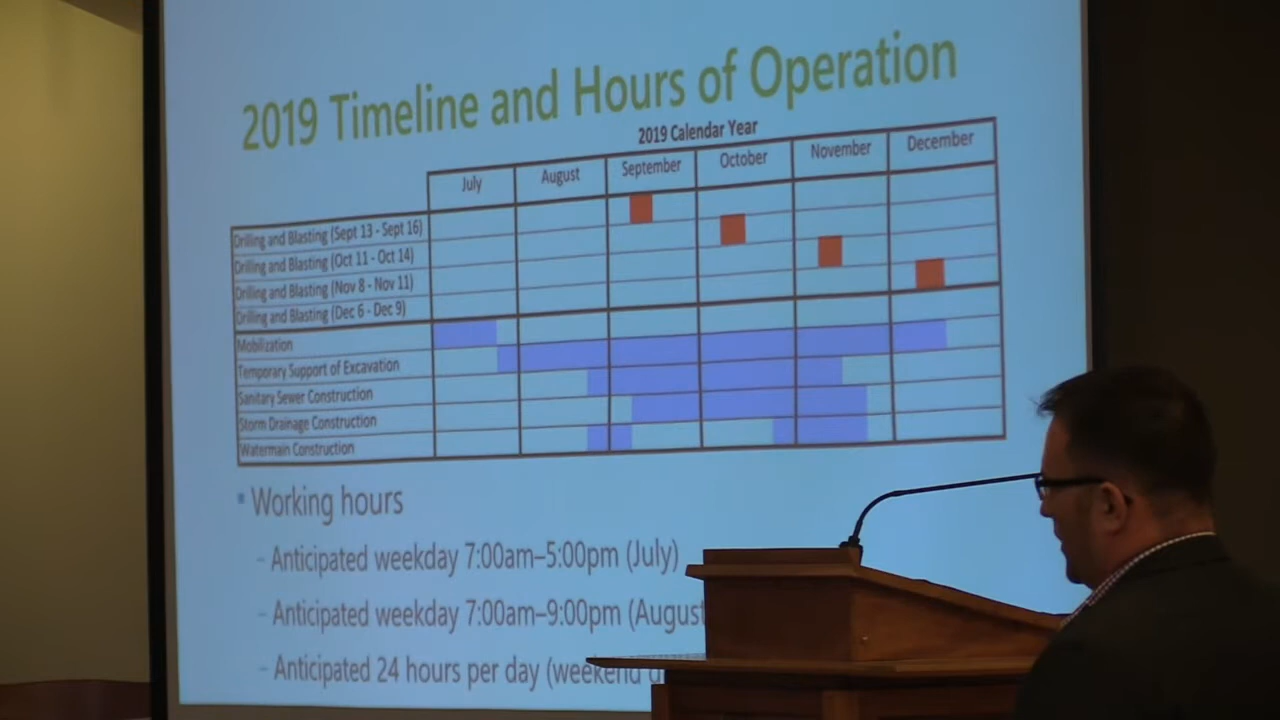 2019 Timeline and Hours of Operation
2019 Calendar Year
July August September October November December
Drilling and Blasting (Sept 13 - Sept 16)
Drilling and Blasting (Oct 11 - Oct 14)
Drilling and Blasting (Nov 8 - Nov 11)
Drilling and Blasting (Dec 6 - Dec 9)
Mobilization
Temporary Support of Excavation
Sanitary Sewer Construction
Storm Drainage Construction
Watermain Construction
▪ Working hours
– Anticipated weekday 7:00am–5:00pm (July)
– Anticipated weekday 7:00am–9:00pm (August
– Anticipated 24 hours per day (weekend